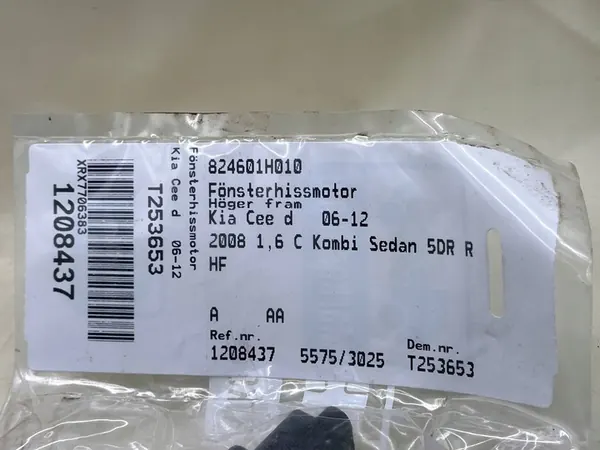 824601H010
Fönsterhissmotor
Höger fram
Kia Cee d 06-12
2008 1,6 C Kombi Sedan 5DR R
HF
A AA
Ref.nr. Dem.nr.
1208437 5575/3025 T253653
Fönsterhissmotor
Kia Cee d 06-12
T253653
XRX7706383
1208437